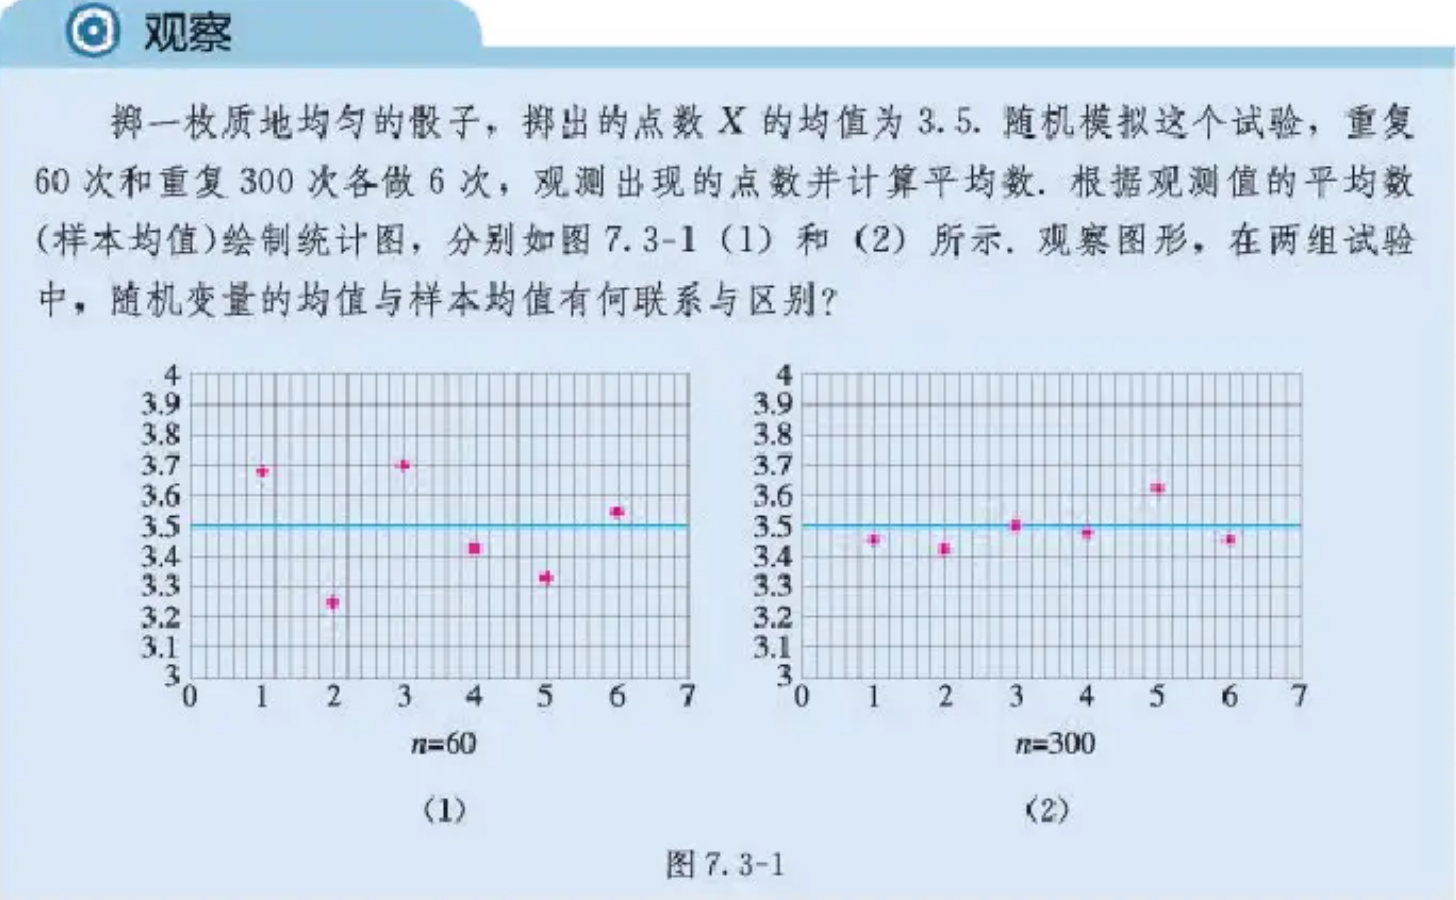 观察
掷一枚质地均匀的骰子，掷出的点数 X 的均值为 3.5. 随机模拟这个试验，重复
60 次和重复 300 次各做 6 次，观测出现的点数并计算平均数. 根据观测值的平均数
(样本均值)绘制统计图，分别如图 7.3-1（1）和（2）所示. 观察图形，在两组试验
中，随机变量的均值与样本均值有何联系与区别？
4
3.9
3.8
3.7
3.6
3.5
3.4
3.3
3.2
3.1
3
0 1 2 3 4 5 6 7
n=60
（1）
4
3.9
3.8
3.7
3.6
3.5
3.4
3.3
3.2
3.1
3
0 1 2 3 4 5 6 7
n=300
（2）
图 7.3-1